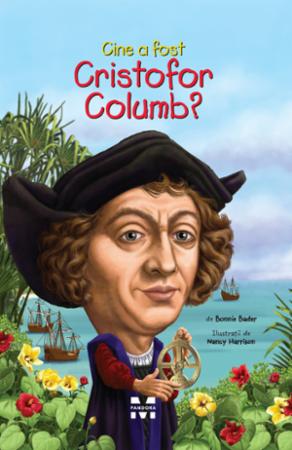 Cine a fost
Cristofor
Columb?
de Bonnie Bader
Ilustrații de
Nancy Harrison
M
PANDORA